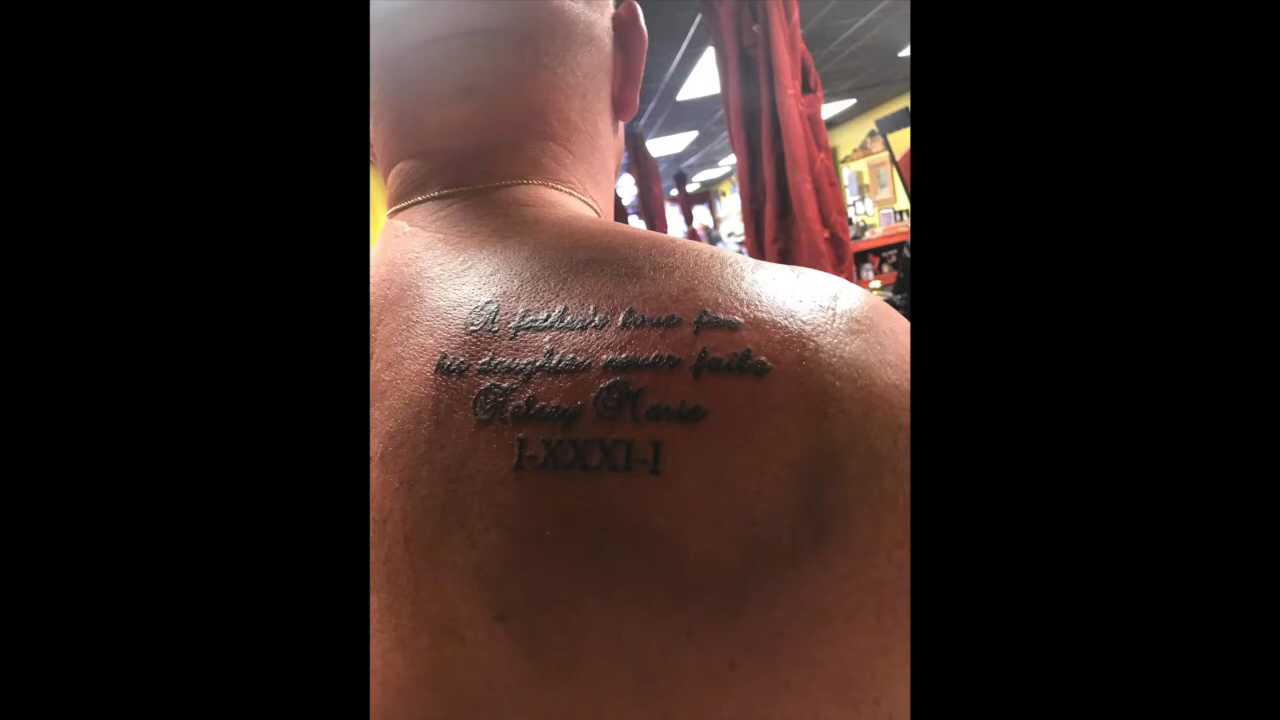 A father's love for
his daughter never fails
Kelsey Marie
I-XXXI-I